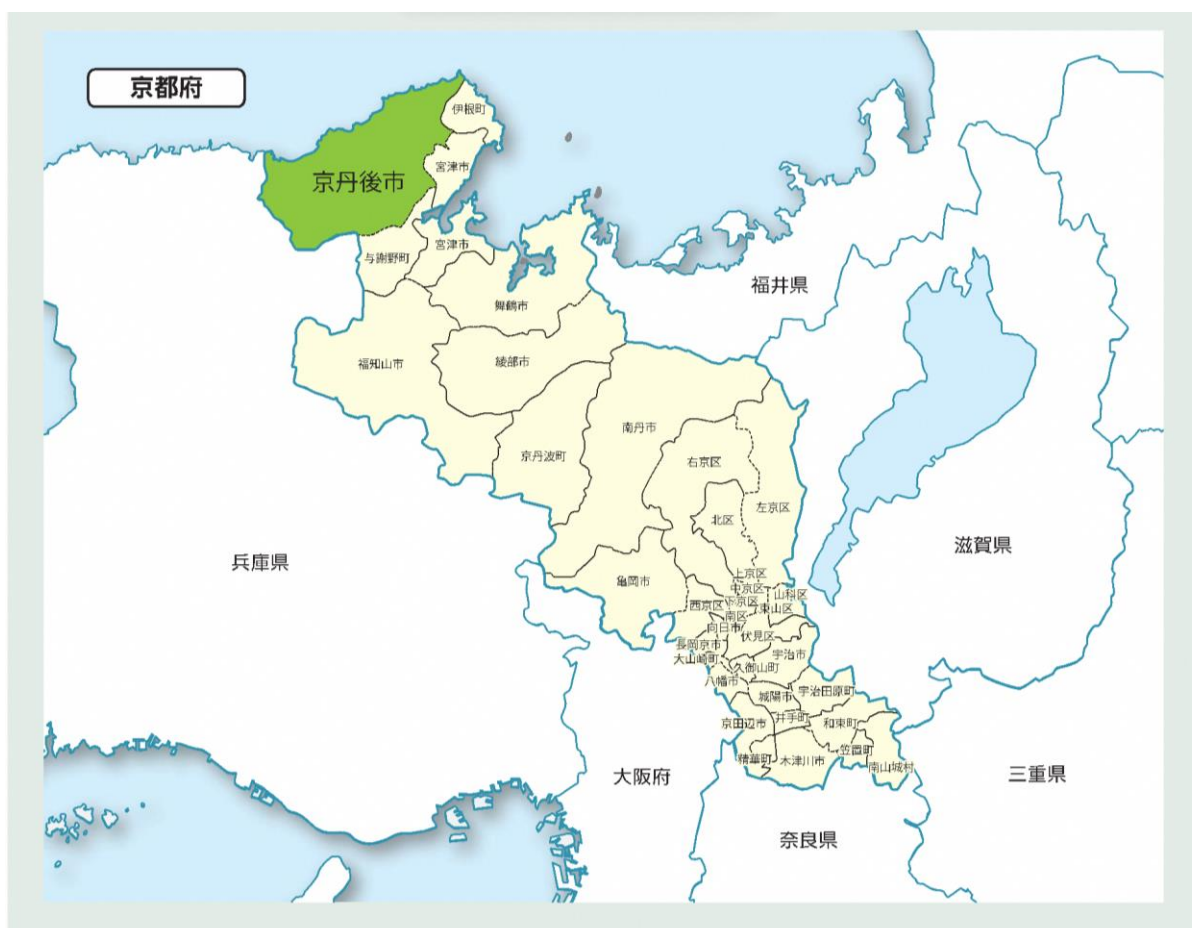 京都府
伊根町
宮津市
京丹後市
宮津市
与謝野町
福井県
舞鶴市
福知山市
綾部市
南丹市
京丹波町
右京区
左京区
北区
兵庫県
滋賀県
亀岡市
上京区
中京区
山科区
下京区
東山区
西京区
南区
向日市
伏見区
長岡京市
宇治市
大山崎町
久御山町
八幡市
宇治田原町
城陽市
井手町
京田辺市
和束町
笠置町
精華町
木津川市
南山城村
大阪府
三重県
奈良県